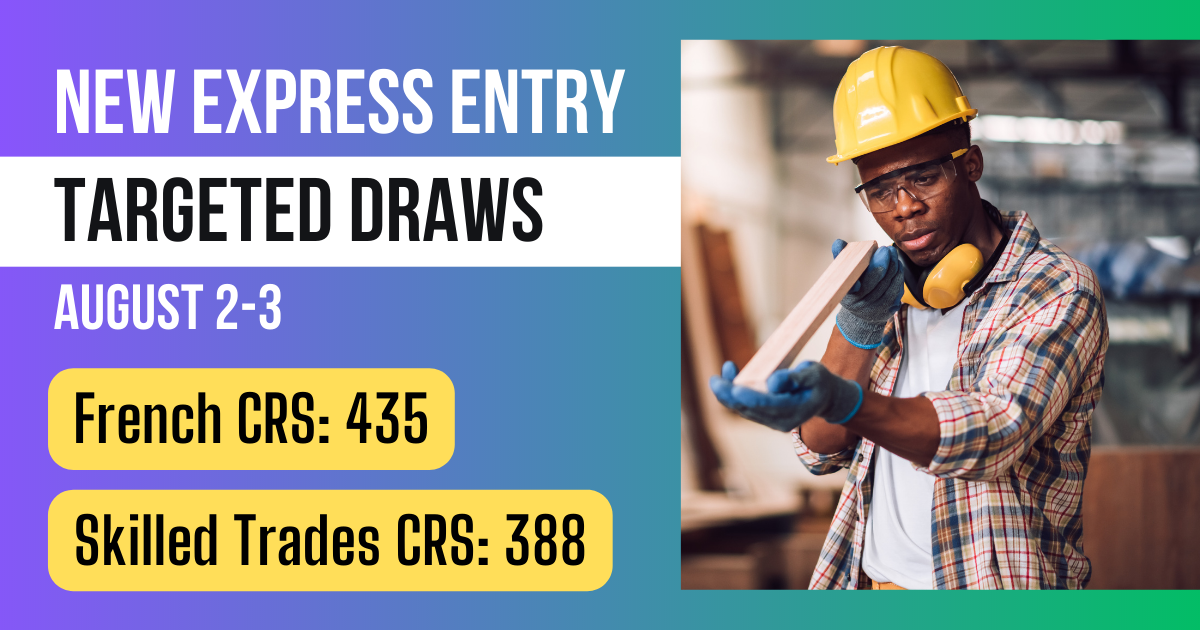 NEW EXPRESS ENTRY
TARGETED DRAWS
AUGUST 2-3
French CRS: 435
Skilled Trades CRS: 388